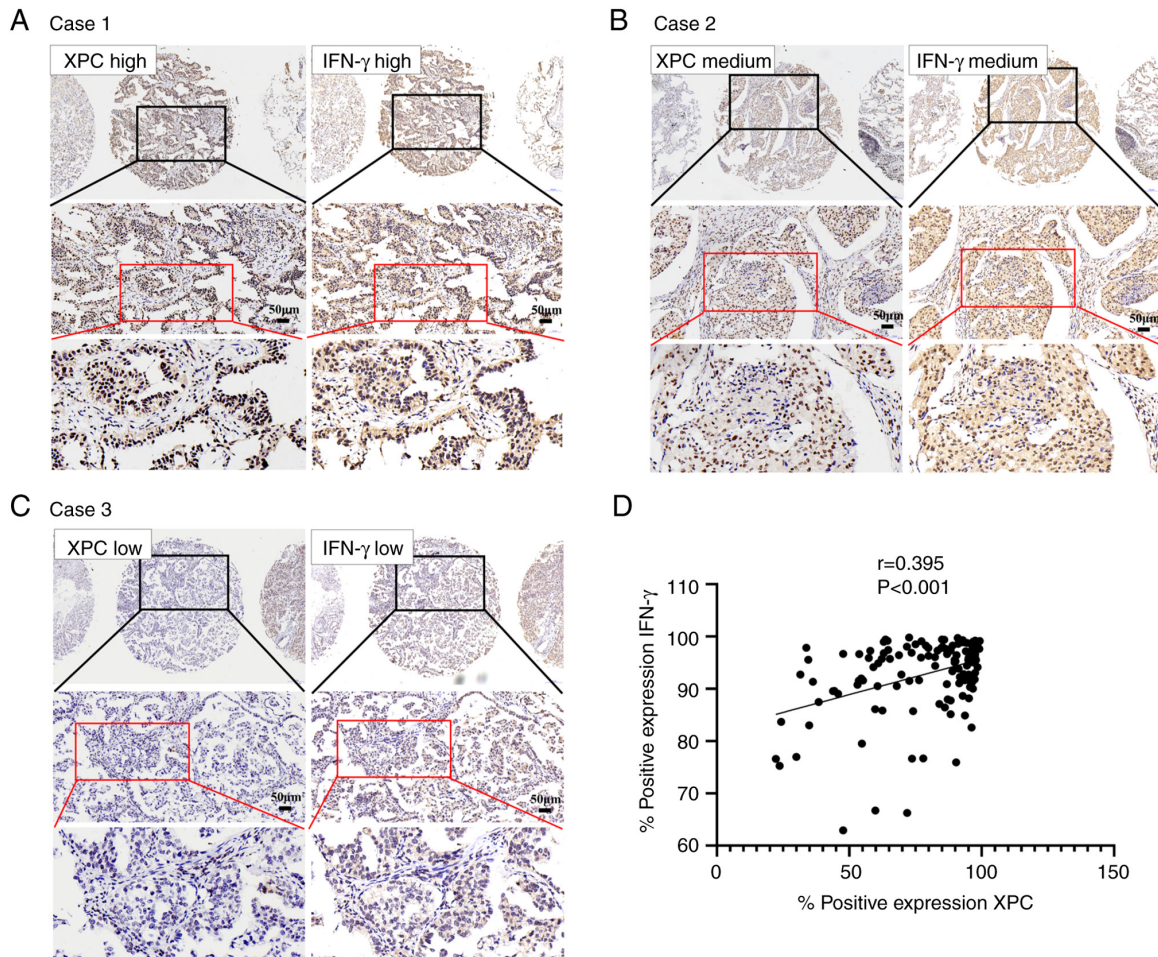 A Case 1
XPC high
IFN-γ high
50μm
50μm
B Case 2
XPC medium
IFN-γ medium
50μm
50μm
C Case 3
XPC low
IFN-γ low
50μm
50μm
D
r=0.395
P<0.001
% Positive expression IFN-γ
110
100
90
80
70
60
0 50 100 150
% Positive expression XPC